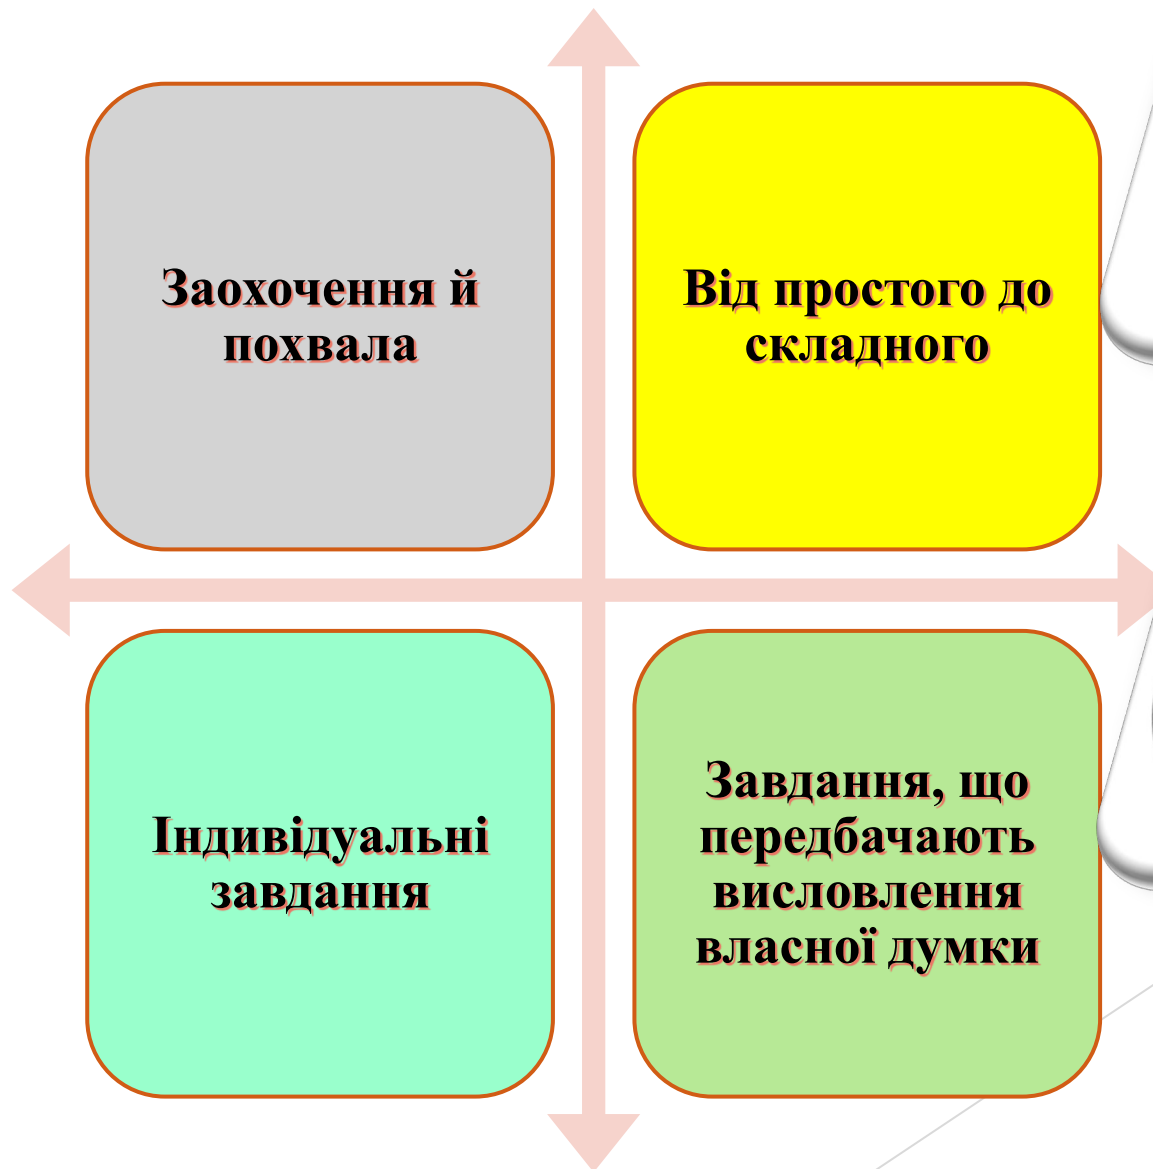 Заохочення й
похвала
Від простого до
складного
Індивідуальні
завдання
Завдання, що
передбачають
висловлення
власної думки